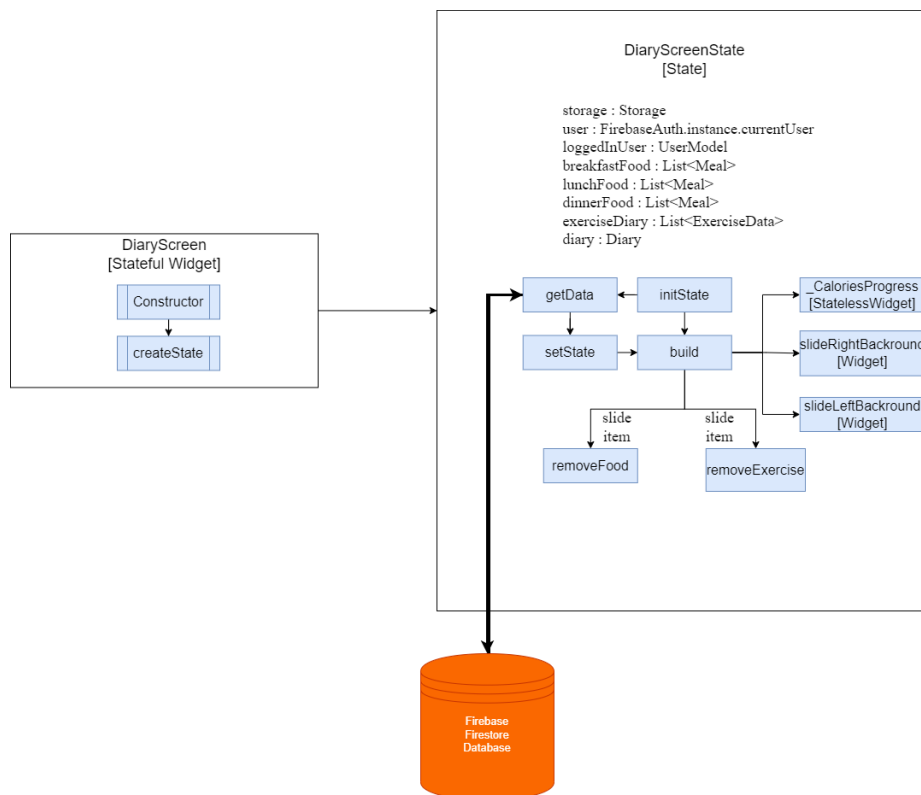 DiaryScreenState
[State]
storage : Storage
user : FirebaseAuth.instance.currentUser
loggedInUser : UserModel
breakfastFood : List<Meal>
lunchFood : List<Meal>
dinnerFood : List<Meal>
exerciseDiary : List<ExerciseData>
diary : Diary
DiaryScreen
[Stateful Widget]
Constructor
createState
getData
initState
_CaloriesProgress
[StatelessWidget]
setState
build
slideRightBackround
[Widget]
slideLeftBackround
[Widget]
slide
item
slide
item
removeFood
removeExercise
Firebase
Firestore
Database